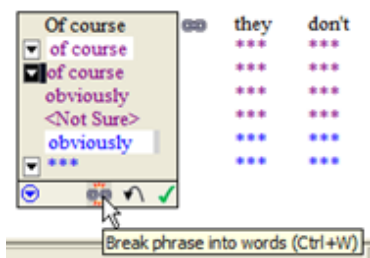 Of course they don't
of course *** ***
of course *** ***
obviously *** ***
<Not Sure> *** ***
obviously *** ***
*** *** ***
Break phrase into words (Ctrl+W)